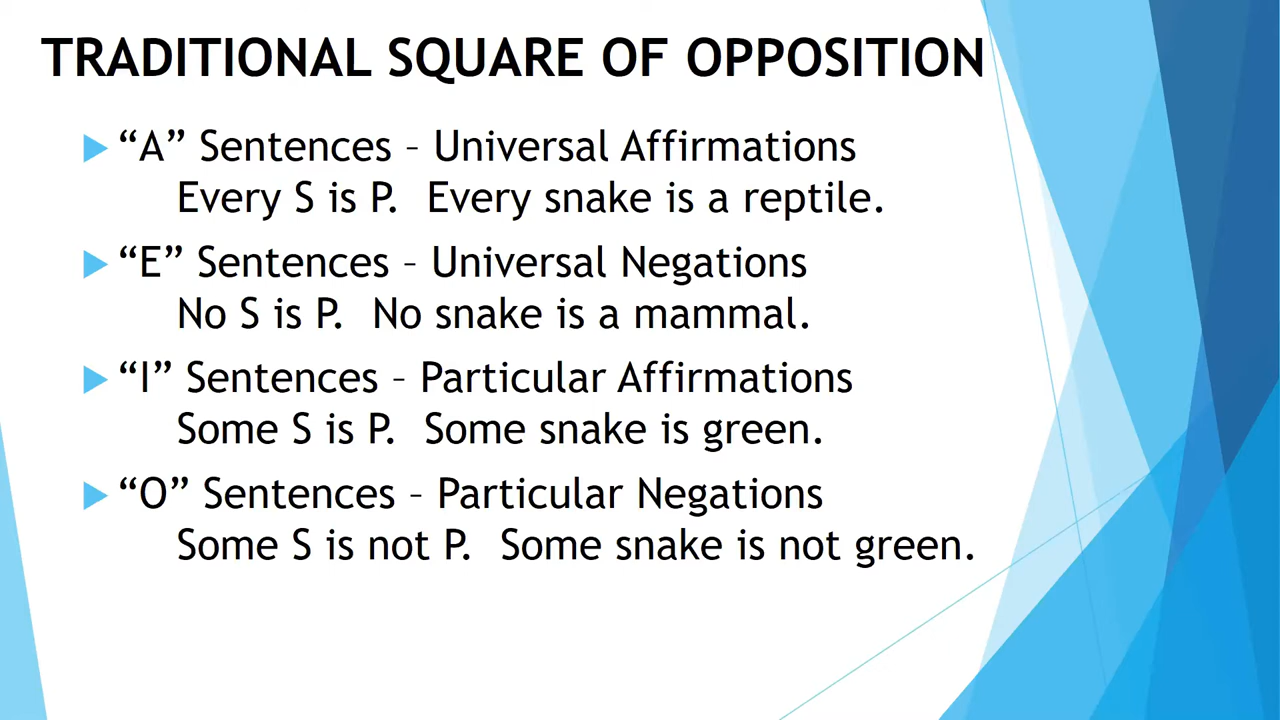 TRADITIONAL SQUARE OF OPPOSITION
“A” Sentences – Universal Affirmations
Every S is P. Every snake is a reptile.
“E” Sentences – Universal Negations
No S is P. No snake is a mammal.
“I” Sentences – Particular Affirmations
Some S is P. Some snake is green.
“O” Sentences – Particular Negations
Some S is not P. Some snake is not green.